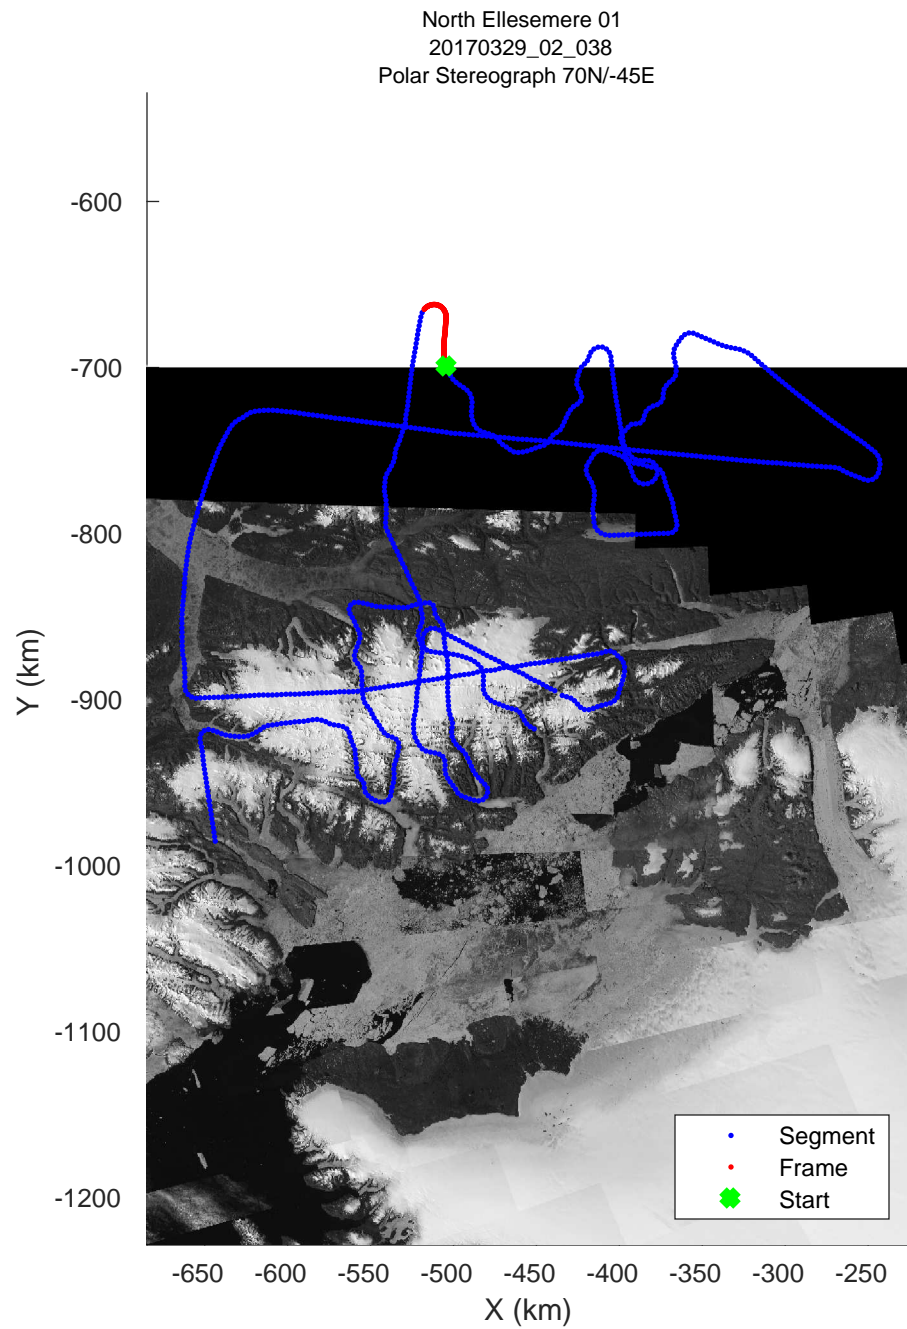 North Ellesemere 01
20170329_02_038
Polar Stereograph 70N/-45E
-600
-700
-800
-900
-1000
-1100
-1200
Y (km)
Segment
Frame
Start
-650 -600 -550 -500 -450 -400 -350 -300 -250
X (km)